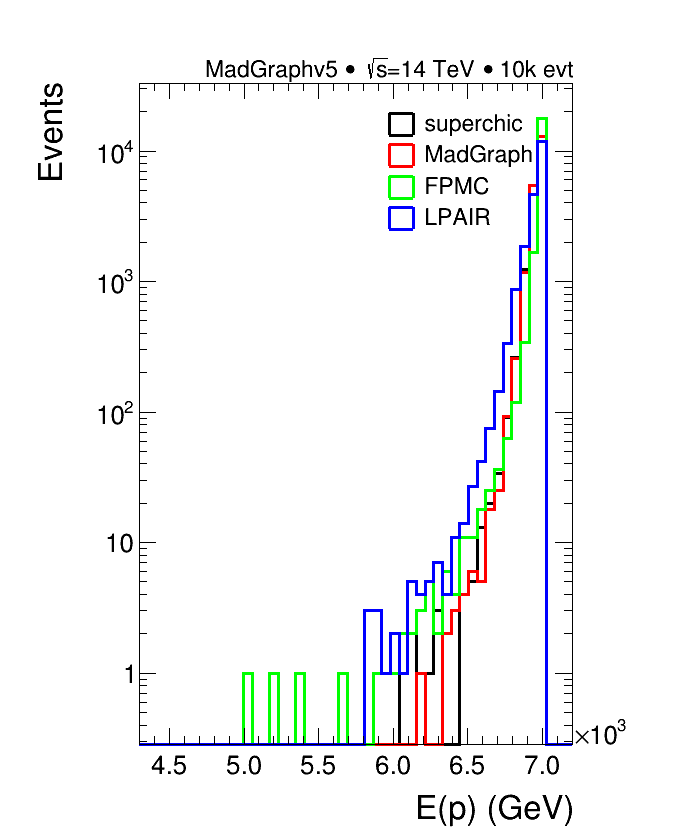 MadGraphv5 • √s=14 TeV • 10k evt
Events
superchic
MadGraph
FPMC
LPAIR
10⁴
10³
10²
10
1
4.5 5.0 5.5 6.0 6.5 7.0
×10³
E(p) (GeV)